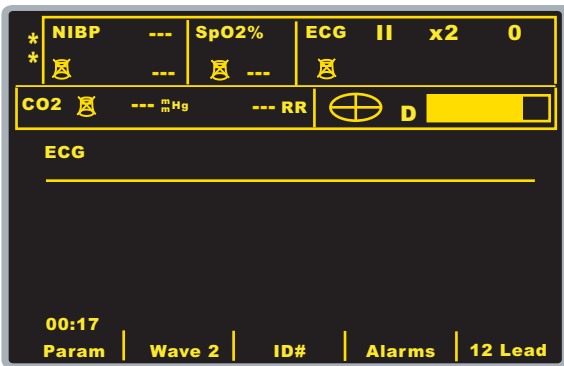 * NIBP --- SpO2% ECG II x2 0
* --- ---
CO2 --- mmHg --- RR D
ECG
00:17
Param Wave 2 ID# Alarms 12 Lead